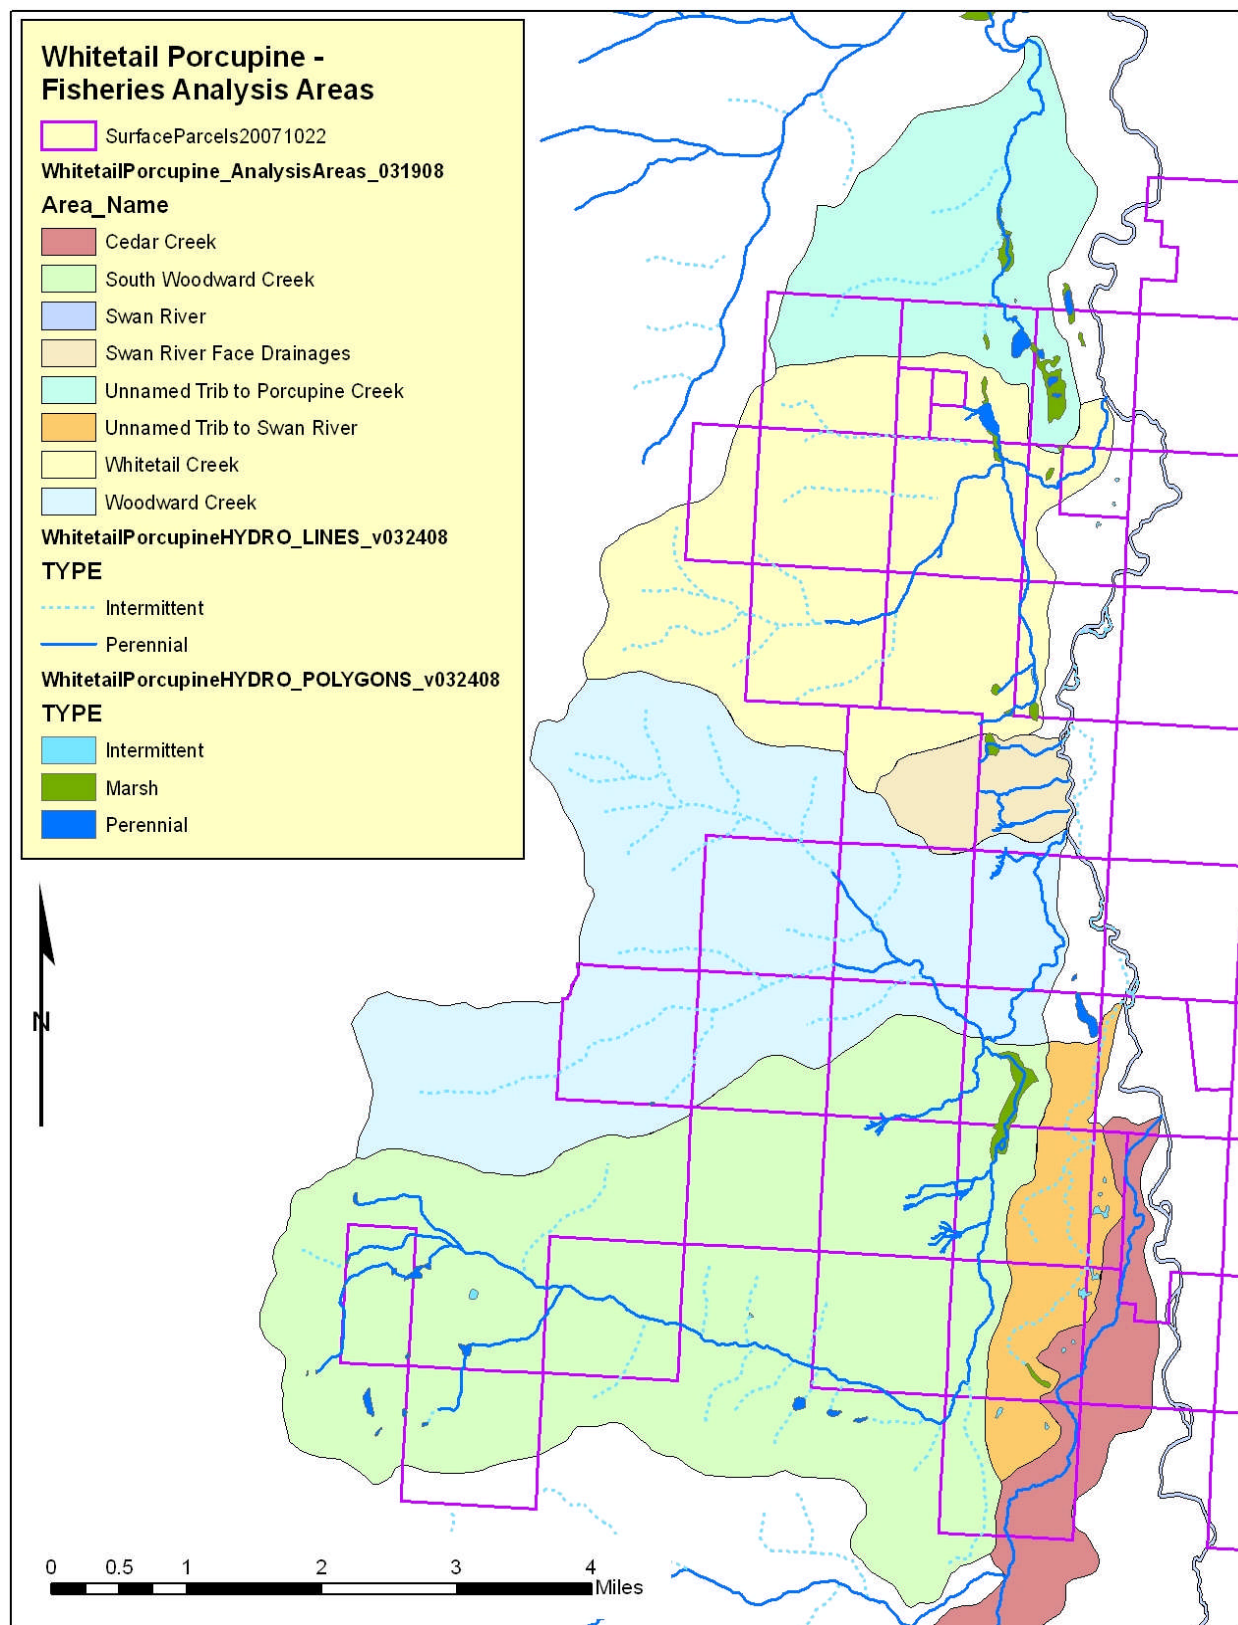 Whitetail Porcupine -
Fisheries Analysis Areas
SurfaceParcels20071022
WhitetailPorcupine_AnalysisAreas_031908
Area_Name
Cedar Creek
South Woodward Creek
Swan River
Swan River Face Drainages
Unnamed Trib to Porcupine Creek
Unnamed Trib to Swan River
Whitetail Creek
Woodward Creek
WhitetailPorcupineHYDRO_LINES_v032408
TYPE
Intermittent
Perennial
WhitetailPorcupineHYDRO_POLYGONS_v032408
TYPE
Intermittent
Marsh
Perennial
N
0 0.5 1 2 3 4
Miles